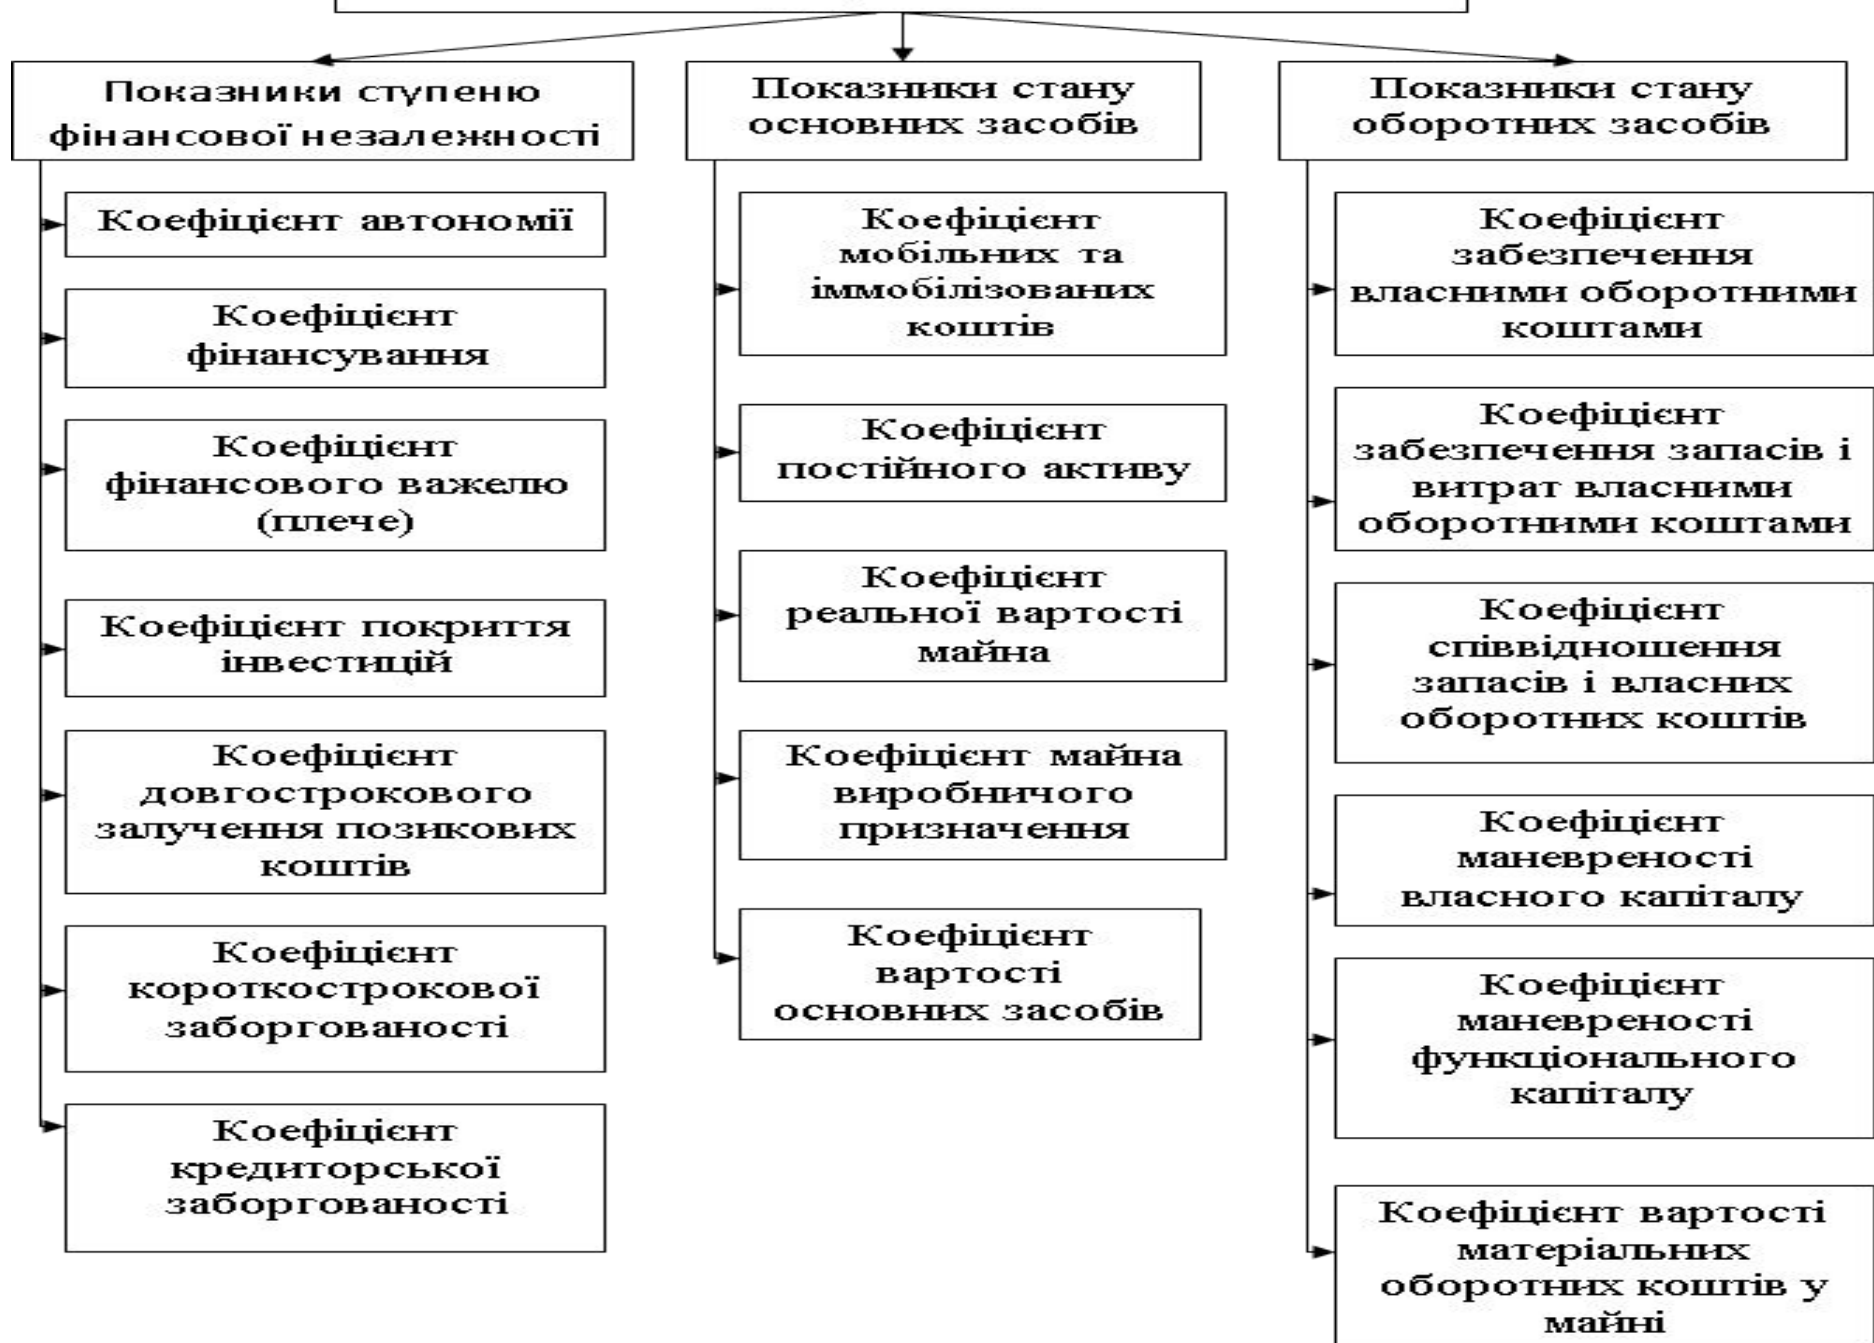 Показники ступеню
фінансової незалежності
Коефіцієнт автономії
Коефіцієнт
фінансування
Коефіцієнт
фінансового важелю
(плече)
Коефіцієнт покриття
інвестицій
Коефіцієнт
довгострокового
залучення позикових
коштів
Коефіцієнт
короткострокової
заборгованості
Коефіцієнт
кредиторської
заборгованості
Показники стану
основних засобів
Коефіцієнт
мобільних та
іммобілізованих
коштів
Коефіцієнт
постійного активу
Коефіцієнт
реальної вартості
майна
Коефіцієнт майна
виробничого
призначення
Коефіцієнт
вартості
основних засобів
Показники стану
оборотних засобів
Коефіцієнт
забезпечення
власними оборотними
коштами
Коефіцієнт
забезпечення запасів і
витрат власними
оборотними коштами
Коефіцієнт
співвідношення
запасів і власних
оборотних коштів
Коефіцієнт
маневреності
власного капіталу
Коефіцієнт
маневреності
функціонального
капіталу
Коефіцієнт вартості
матеріальних
оборотних коштів у
майні